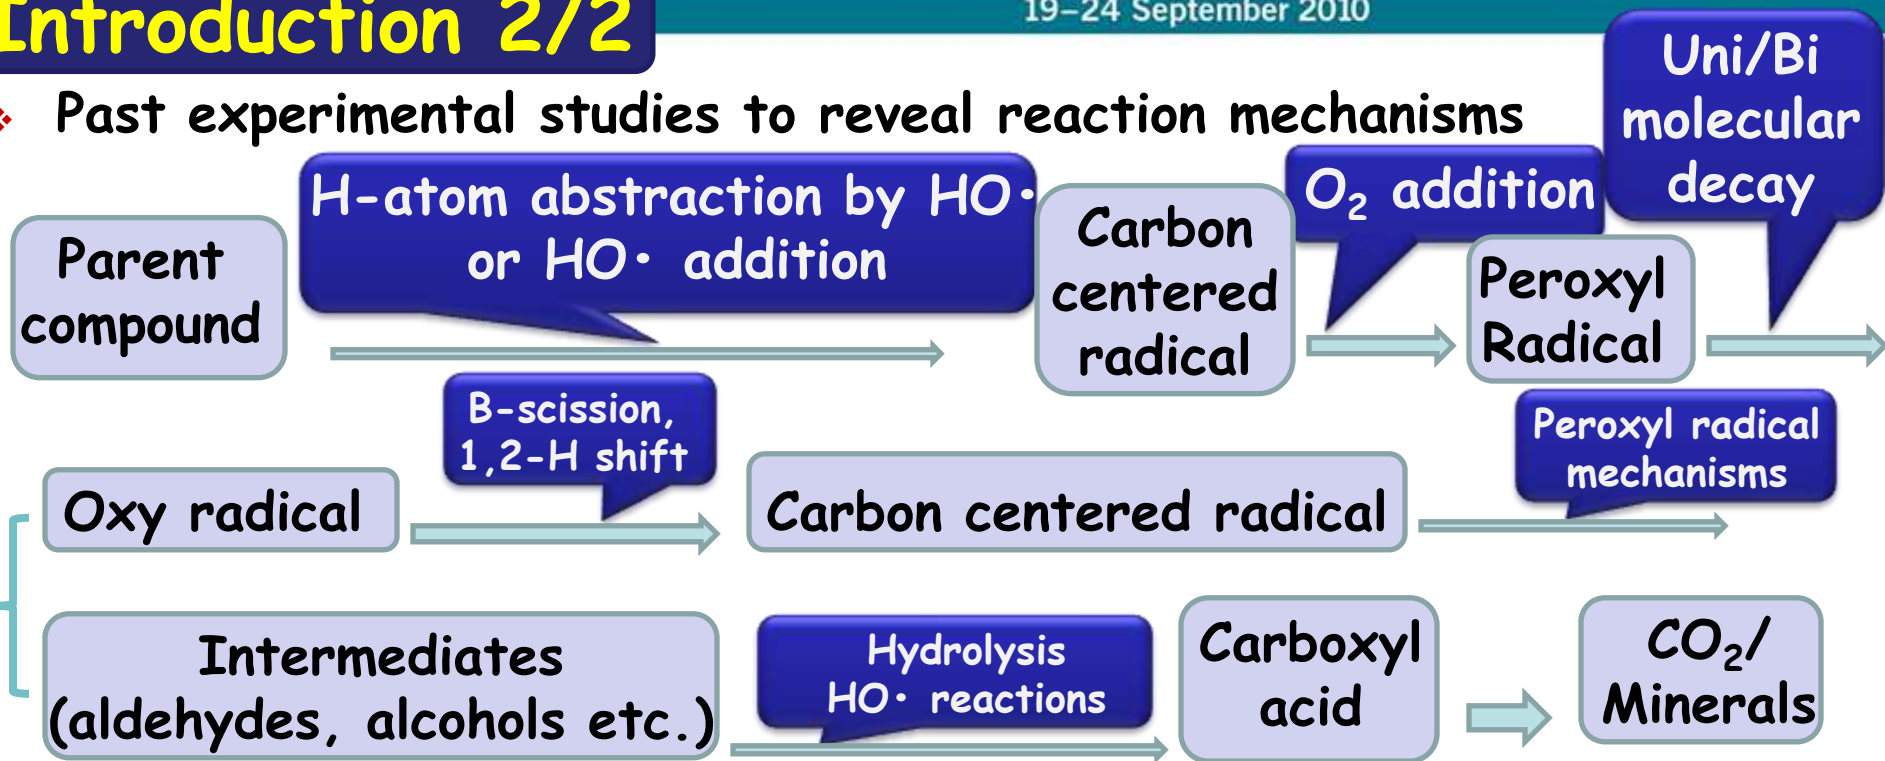 Introduction 2/2
19–24 September 2010
Past experimental studies to reveal reaction mechanisms
Parent
compound
H-atom abstraction by HO·
or HO· addition
Carbon
centered
radical
O₂ addition
Peroxyl
Radical
Uni/Bi
molecular
decay
Oxy radical
B-scission,
1,2-H shift
Carbon centered radical
Peroxyl radical
mechanisms
Intermediates
(aldehydes, alcohols etc.)
Hydrolysis
HO· reactions
Carboxyl
acid
CO₂/
Minerals